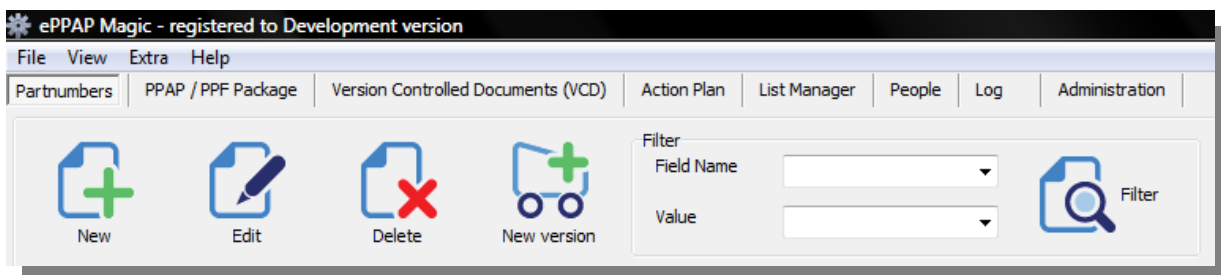 ePPAP Magic - registered to Development version
File View Extra Help
Partnumbers PPAP / PPF Package Version Controlled Documents (VCD) Action Plan List Manager People Log Administration
Filter
Field Name
Filter
Value
New Edit Delete New version